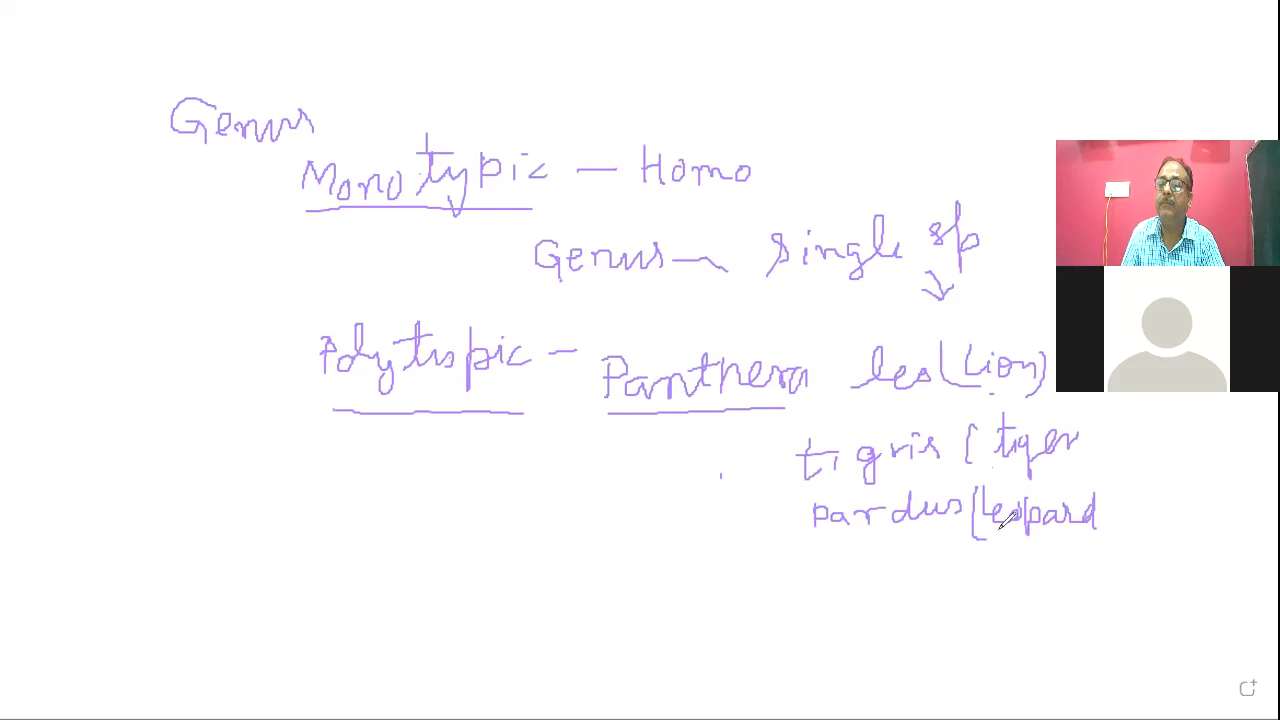 Genus
Monotypic — Homo
Genus — single sp
Polytypic — Panthera leo (Lion)
tigris (tiger
pardus (leopard